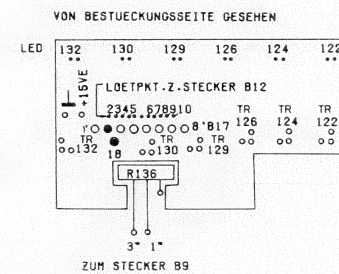 VON BESTUECKUNGSSEITE GESEHEN
LED 132 130 129 126 124 122
+15VE
LOETPKT.Z.STECKER B12
2345 678910
1' 8'B17
TR 126 TR 124 TR 122
TR 132 TR 130 TR 129
18
R136
3" 1"
ZUM STECKER B9